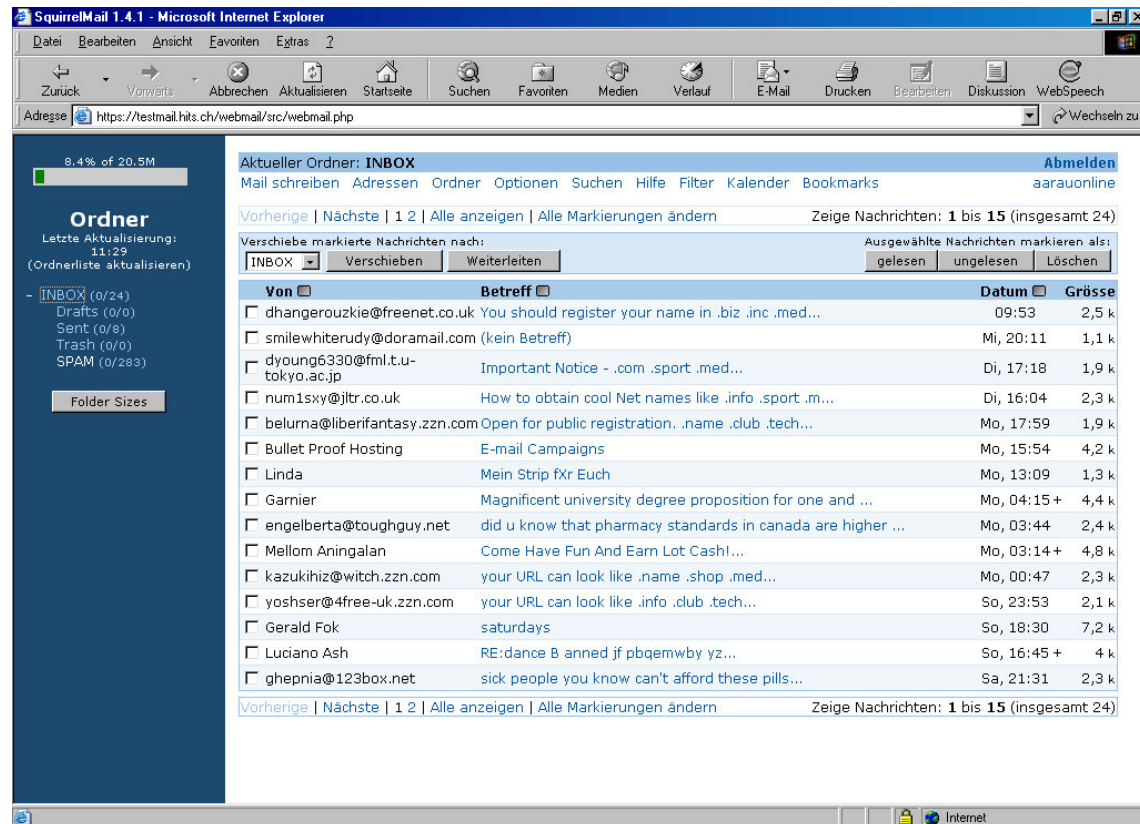 SquirrelMail 1.4.1 - Microsoft Internet Explorer
Datei Bearbeiten Ansicht Favoriten Extras ?
Zurück Vorwärts Abbrechen Aktualisieren Startseite Suchen Favoriten Medien Verlauf E-Mail Drucken Bearbeiten Diskussion WebSpeech
Adresse https://testmail.hits.ch/webmail/src/webmail.php Wechseln zu
8.4% of 20.5M
Ordner
Letzte Aktualisierung:
11:29
(Ordnerliste aktualisieren)
– INBOX (0/24)
Drafts (0/0)
Sent (0/8)
Trash (0/0)
SPAM (0/283)
Folder Sizes
Aktueller Ordner: INBOX Abmelden
Mail schreiben Adressen Ordner Optionen Suchen Hilfe Filter Kalender Bookmarks aarauonline
Vorherige | Nächste | 1 2 | Alle anzeigen | Alle Markierungen ändern Zeige Nachrichten: 1 bis 15 (insgesamt 24)
Verschiebe markierte Nachrichten nach: Ausgewählte Nachrichten markieren als:
INBOX Verschieben Weiterleiten gelesen ungelesen Löschen
Von Betreff Datum Grösse
dhangerouzkie@freenet.co.uk You should register your name in .biz .inc .med... 09:53 2,5 k
smilewhiterudy@doramail.com (kein Betreff) Mi, 20:11 1,1 k
dyoung6330@fml.t.u-
tokyo.ac.jp Important Notice - .com .sport .med... Di, 17:18 1,9 k
num1sxy@jltr.co.uk How to obtain cool Net names like .info .sport .m... Di, 16:04 2,3 k
belurna@liberifantasy.zzn.com Open for public registration. .name .club .tech... Mo, 17:59 1,9 k
Bullet Proof Hosting E-mail Campaigns Mo, 15:54 4,2 k
Linda Mein Strip fXr Euch Mo, 13:09 1,3 k
Garnier Magnificent university degree proposition for one and ... Mo, 04:15 + 4,4 k
engelberta@toughguy.net did u know that pharmacy standards in canada are higher ... Mo, 03:44 2,4 k
Mellom Aningalan Come Have Fun And Earn Lot Cash!... Mo, 03:14 + 4,8 k
kazukihiz@witch.zzn.com your URL can look like .name .shop .med... Mo, 00:47 2,3 k
yoshser@4free-uk.zzn.com your URL can look like .info .club .tech... So, 23:53 2,1 k
Gerald Fok saturdays So, 18:30 7,2 k
Luciano Ash RE:dance B anned jf pbqemwby yz... So, 16:45 + 4 k
ghepnia@123box.net sick people you know can't afford these pills... Sa, 21:31 2,3 k
Vorherige | Nächste | 1 2 | Alle anzeigen | Alle Markierungen ändern Zeige Nachrichten: 1 bis 15 (insgesamt 24)
Internet